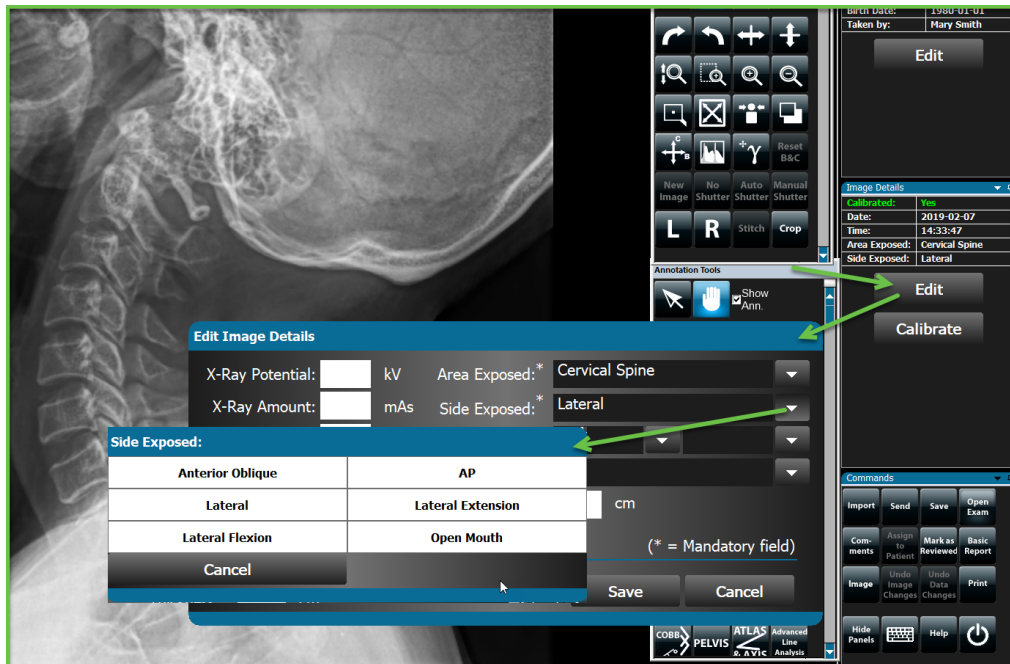 Birth Date: 1980-01-01
Taken by: Mary Smith
Edit
C
B
γ
Reset B&C
New Image
No Shutter
Auto Shutter
Manual Shutter
L
R
Stitch
Crop
Annotation Tools
Show Ann.
Image Details
Calibrated: Yes
Date: 2019-02-07
Time: 14:33:47
Area Exposed: Cervical Spine
Side Exposed: Lateral
Edit
Calibrate
Edit Image Details
X-Ray Potential: kV Area Exposed:* Cervical Spine
X-Ray Amount: mAs Side Exposed:* Lateral
Side Exposed:
Anterior Oblique AP
Lateral Lateral Extension
Lateral Flexion Open Mouth
Cancel
cm
(* = Mandatory field)
Save Cancel
COBB
PELVIS
ATLAS & AXIS
Advanced Line Analysis
Commands
Import Send Save Open Exam
Com-ments Assign to Patient Mark as Reviewed Basic Report
Image Undo Image Changes Undo Data Changes Print
Hide Panels Help